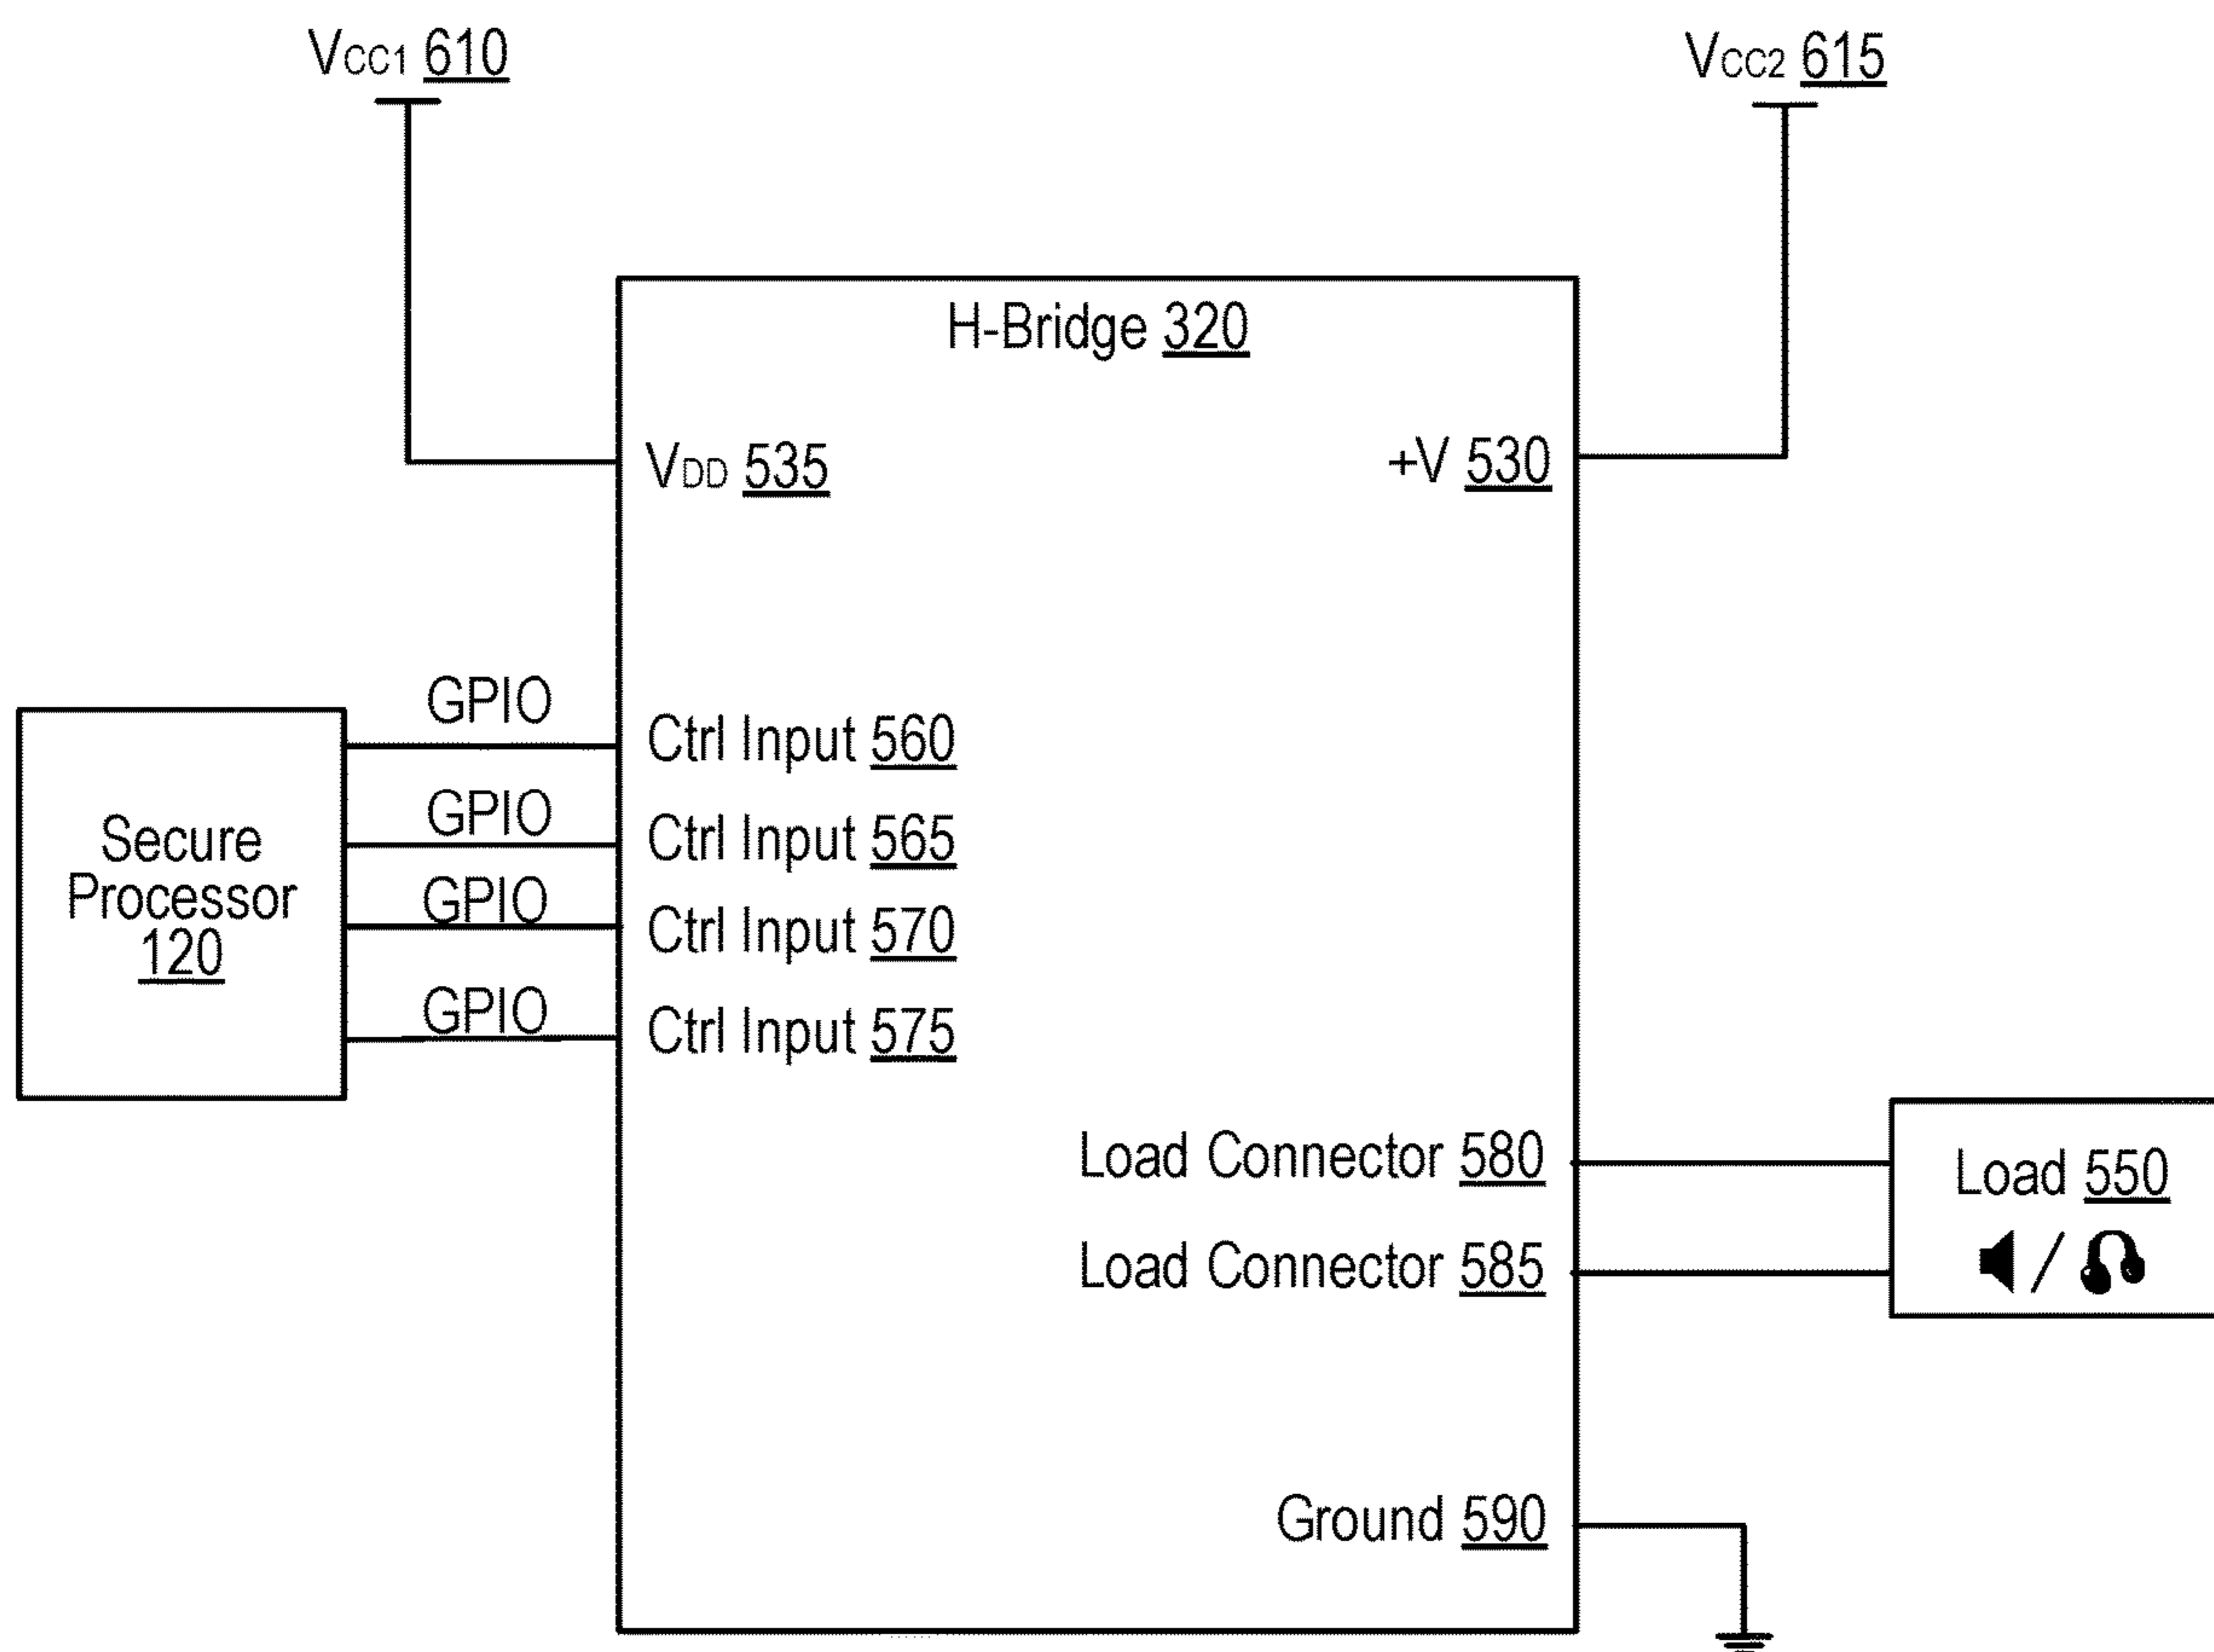 VCC1 610
VCC2 615
H-Bridge 320
VDD 535
+V 530
GPIO
Ctrl Input 560
GPIO
Ctrl Input 565
GPIO
Ctrl Input 570
GPIO
Ctrl Input 575
Secure
Processor
120
Load Connector 580
Load Connector 585
Load 550
/
Ground 590